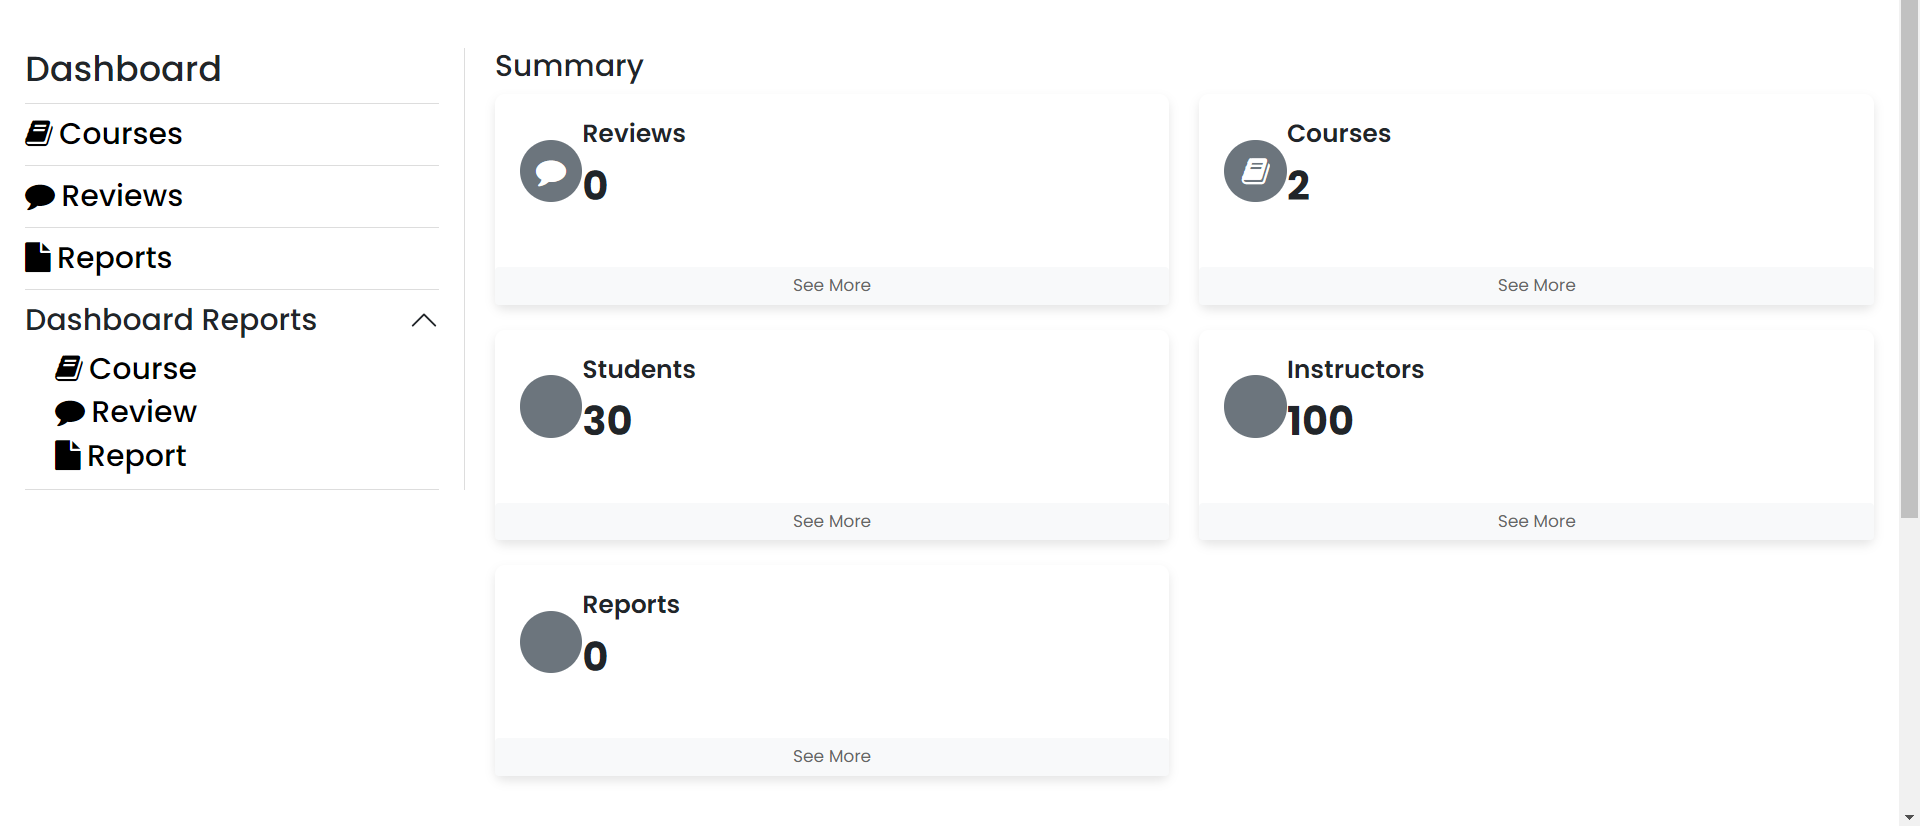 Dashboard
Courses
Reviews
Reports
Dashboard Reports
Course
Review
Report
Summary
Reviews
0
See More
Courses
2
See More
Students
30
See More
Instructors
100
See More
Reports
0
See More